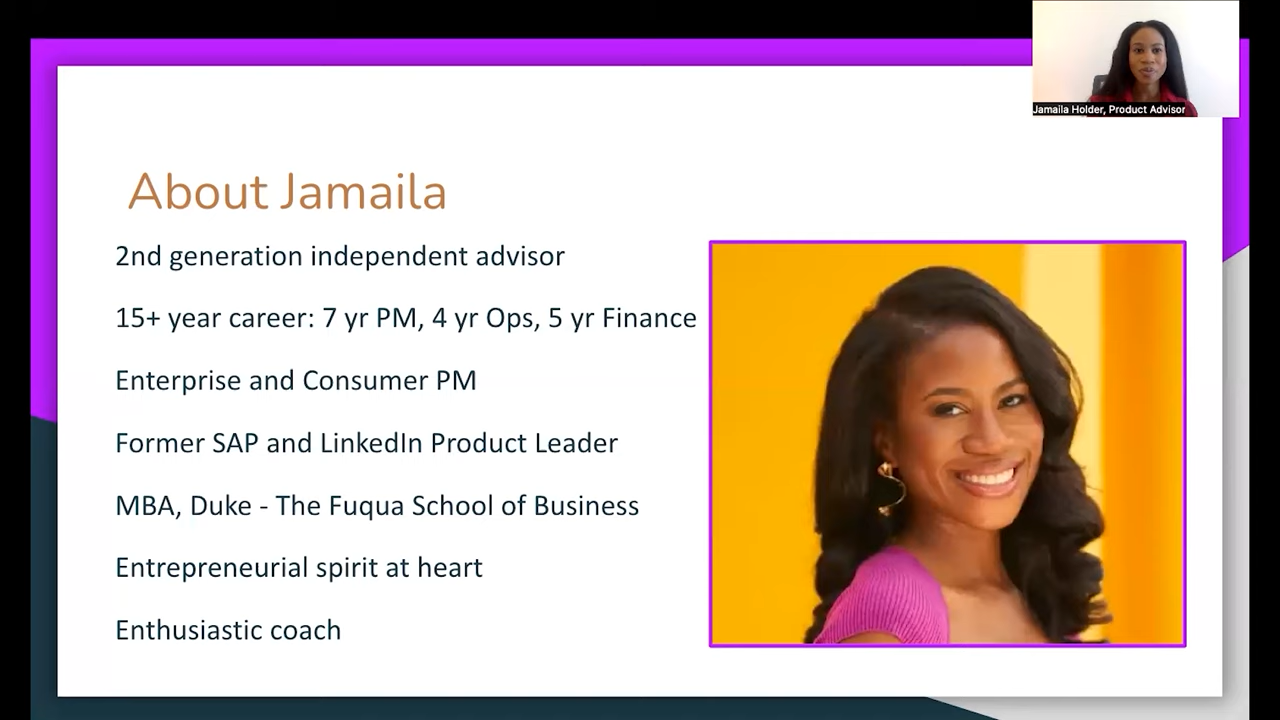 Jamaila Holder, Product Advisor
About Jamaila
2nd generation independent advisor
15+ year career: 7 yr PM, 4 yr Ops, 5 yr Finance
Enterprise and Consumer PM
Former SAP and LinkedIn Product Leader
MBA, Duke - The Fuqua School of Business
Entrepreneurial spirit at heart
Enthusiastic coach